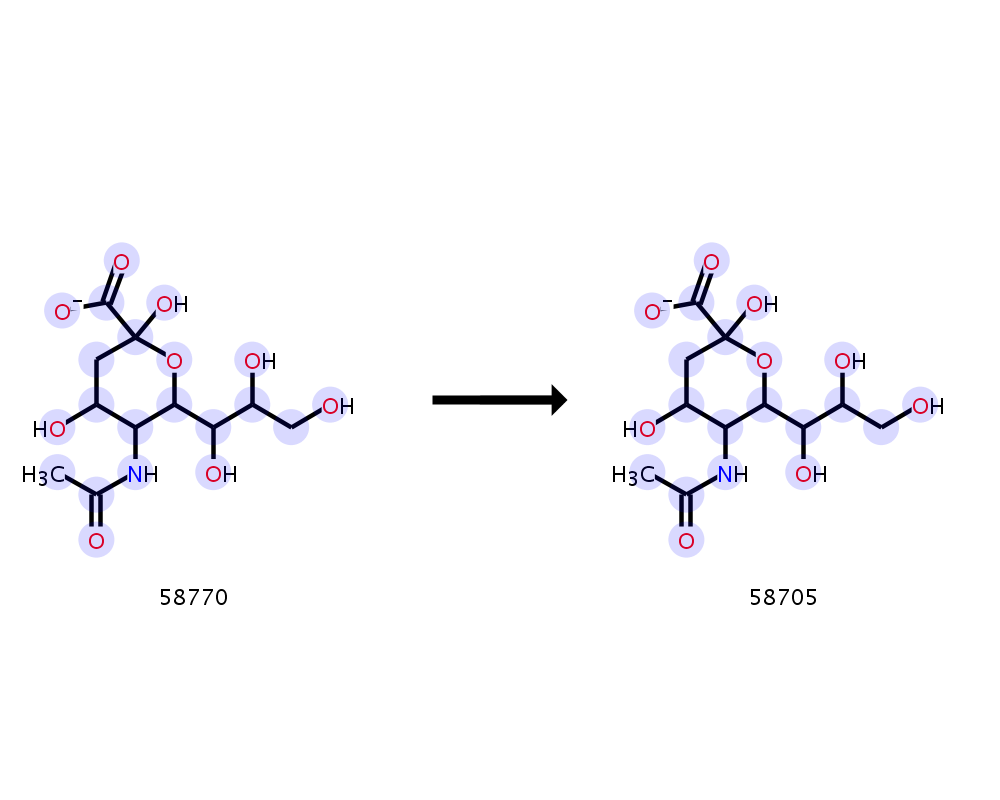 O O
O⁻ OH O⁻ OH
O OH O OH
OH OH
HO HO
H₃C NH OH H₃C NH OH
O O
58770 58705